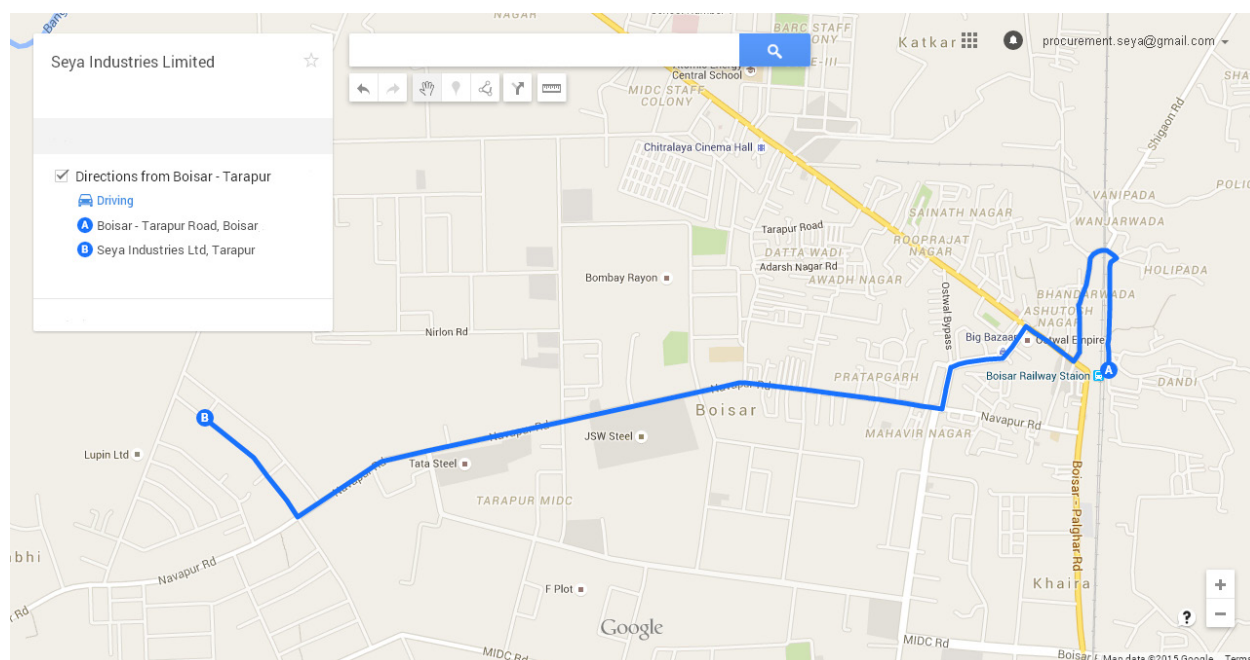 NAGAR
Seya Industries Limited
BARC STAFF
Katkar
procurement.seya@gmail.com
Central School
MIDC STAFF
COLONY
Shigaon Rd
Chitralaya Cinema Hall
Directions from Boisar - Tarapur
Driving
A Boisar - Tarapur Road, Boisar
B Seya Industries Ltd, Tarapur
VANIPADA
WANJARWADA
SAINATH NAGAR
Tarapur Road
ROOPRAJAT
NAGAR
DATTA WADI
Adarsh Nagar Rd
AWADH NAGAR
HOLIPADA
Bombay Rayon
Ostwal Bypass
BHANDARWADA
ASHUTOSH
NAGAR
Nirlon Rd
Big Bazaar
Ostwal Empire
PRATAPGARH
Boisar Railway Staion
A
DANDI
Navapur Rd
Boisar
B
Navapur Rd
MAHAVIR NAGAR
Navapur Rd
JSW Steel
Lupin Ltd
Tata Steel
Navapur Rd
TARAPUR MIDC
Boisar - Palghar Rd
Navapur Rd
F Plot
Khaira
+
Google
?
−
MIDC Rd
MIDC Rd
Map data ©2015 Google
Terms